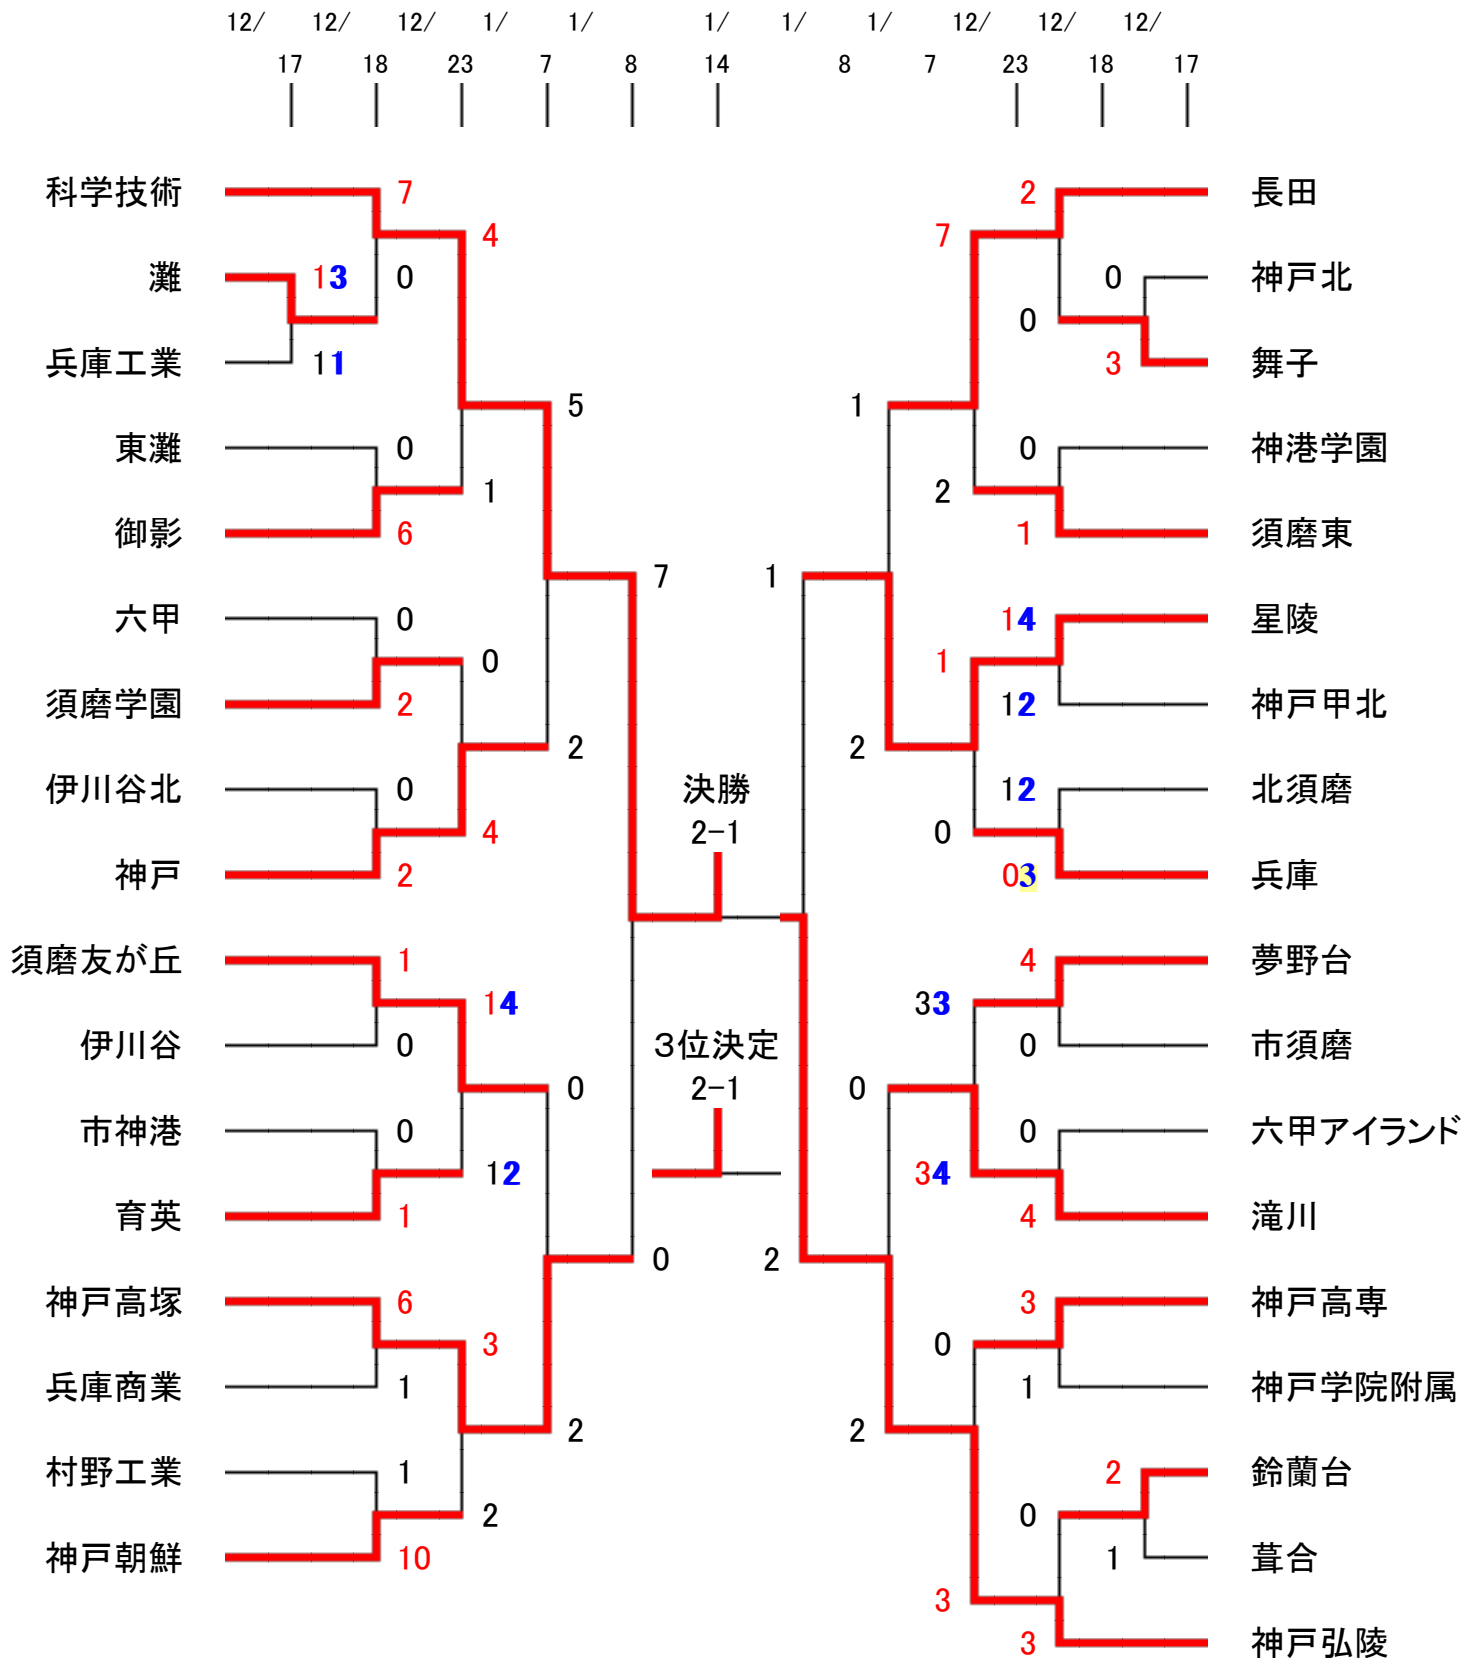 12/ 12/ 12/ 1/ 1/ 1/ 1/ 1/ 12/ 12/ 12/
17 18 23 7 8 14 8 7 23 18 17
科学技術 7 2 長田
4 7
灘 13 0 0 神戸北
0
兵庫工業 11 3 舞子
5 1
東灘 0 0 神港学園
1 2
御影 6 1 須磨東
7 1
六甲 0 14 星陵
0 1
須磨学園 2 12 神戸甲北
2 2
伊川谷北 0 決勝 12 北須磨
4 2-1 0
神戸 2 03 兵庫
須磨友が丘 1 4 夢野台
14 33
伊川谷 0 3位決定 0 市須磨
0 2-1 0
市神港 0 0 六甲アイランド
12 34
育英 1 4 滝川
0 2
神戸高塚 6 3 神戸高専
3 0
兵庫商業 1 1 神戸学院附属
2 2
村野工業 1 2 鈴蘭台
2 0
神戸朝鮮 10 1 葺合
3
3 神戸弘陵